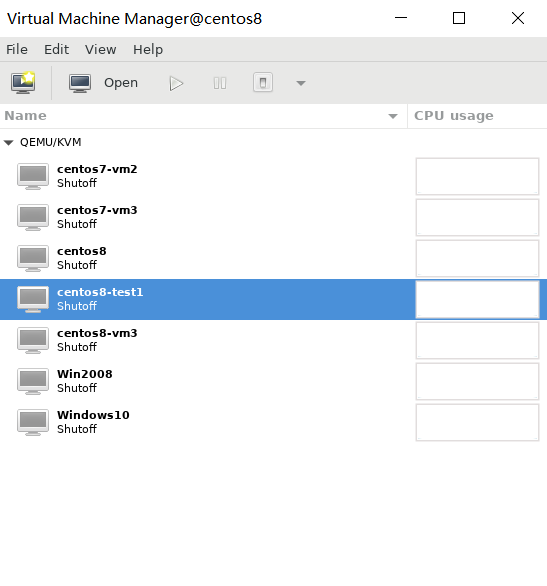 Virtual Machine Manager@centos8
File Edit View Help
Open
Name CPU usage
QEMU/KVM
centos7-vm2
Shutoff
centos7-vm3
Shutoff
centos8
Shutoff
centos8-test1
Shutoff
centos8-vm3
Shutoff
Win2008
Shutoff
Windows10
Shutoff